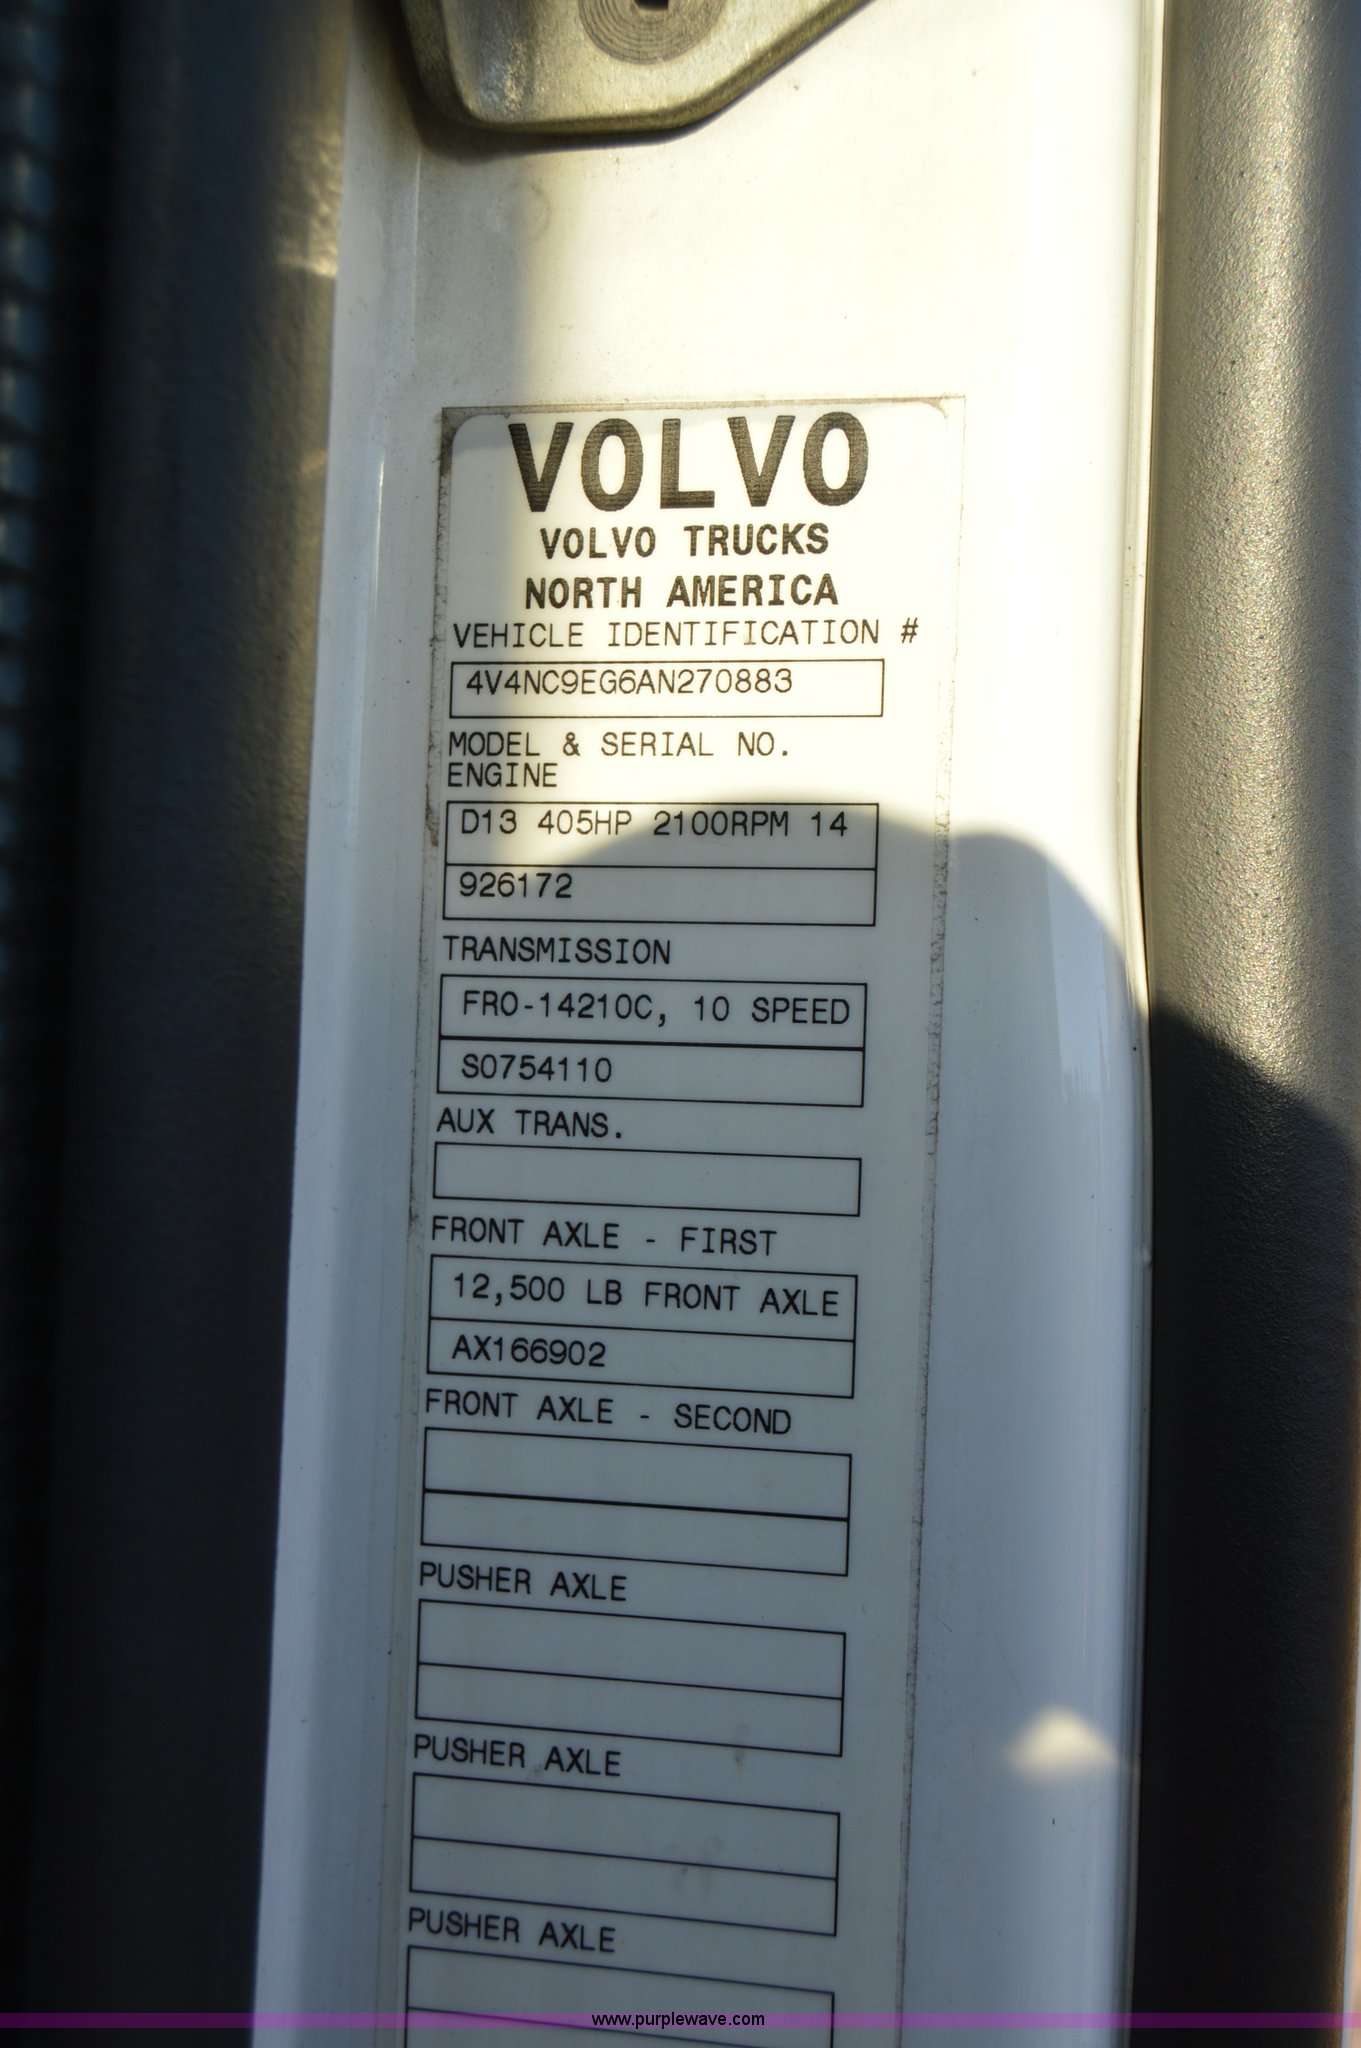 VOLVO
VOLVO TRUCKS
NORTH AMERICA
VEHICLE IDENTIFICATION #
4V4NC9EG6AN270883
MODEL & SERIAL NO.
ENGINE
D13 405HP 2100RPM 14
926172
TRANSMISSION
FRO-14210C, 10 SPEED
S0754110
AUX TRANS.
FRONT AXLE - FIRST
12,500 LB FRONT AXLE
AX166902
FRONT AXLE - SECOND
PUSHER AXLE
PUSHER AXLE
PUSHER AXLE
www.purplewave.com